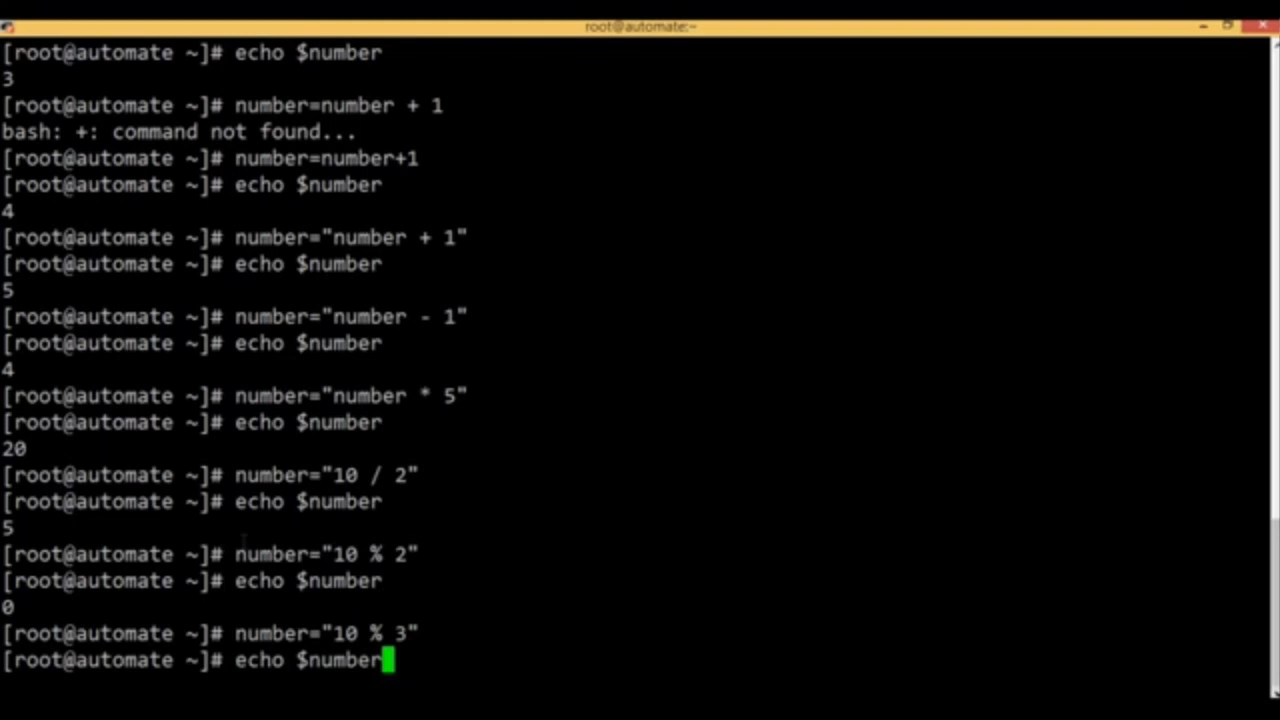 root@automate:~
[root@automate ~]# echo $number
3
[root@automate ~]# number=number + 1
bash: +: command not found...
[root@automate ~]# number=number+1
[root@automate ~]# echo $number
4
[root@automate ~]# number="number + 1"
[root@automate ~]# echo $number
5
[root@automate ~]# number="number - 1"
[root@automate ~]# echo $number
4
[root@automate ~]# number="number * 5"
[root@automate ~]# echo $number
20
[root@automate ~]# number="10 / 2"
[root@automate ~]# echo $number
5
[root@automate ~]# number="10 % 2"
[root@automate ~]# echo $number
0
[root@automate ~]# number="10 % 3"
[root@automate ~]# echo $number